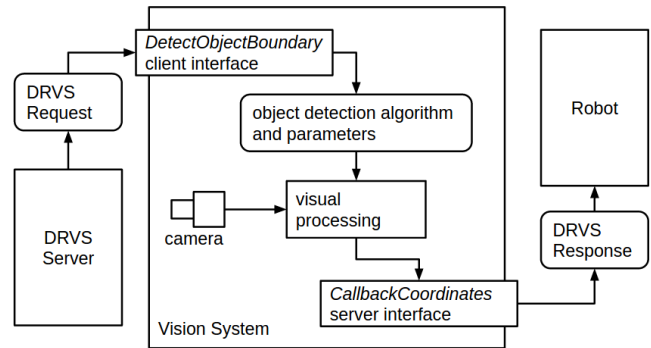 DetectObjectBoundary
client interface
DRVS
Request
object detection algorithm
and parameters
Robot
visual
processing
camera
DRVS
Server
DRVS
Response
CallbackCoordinates
server interface
Vision System